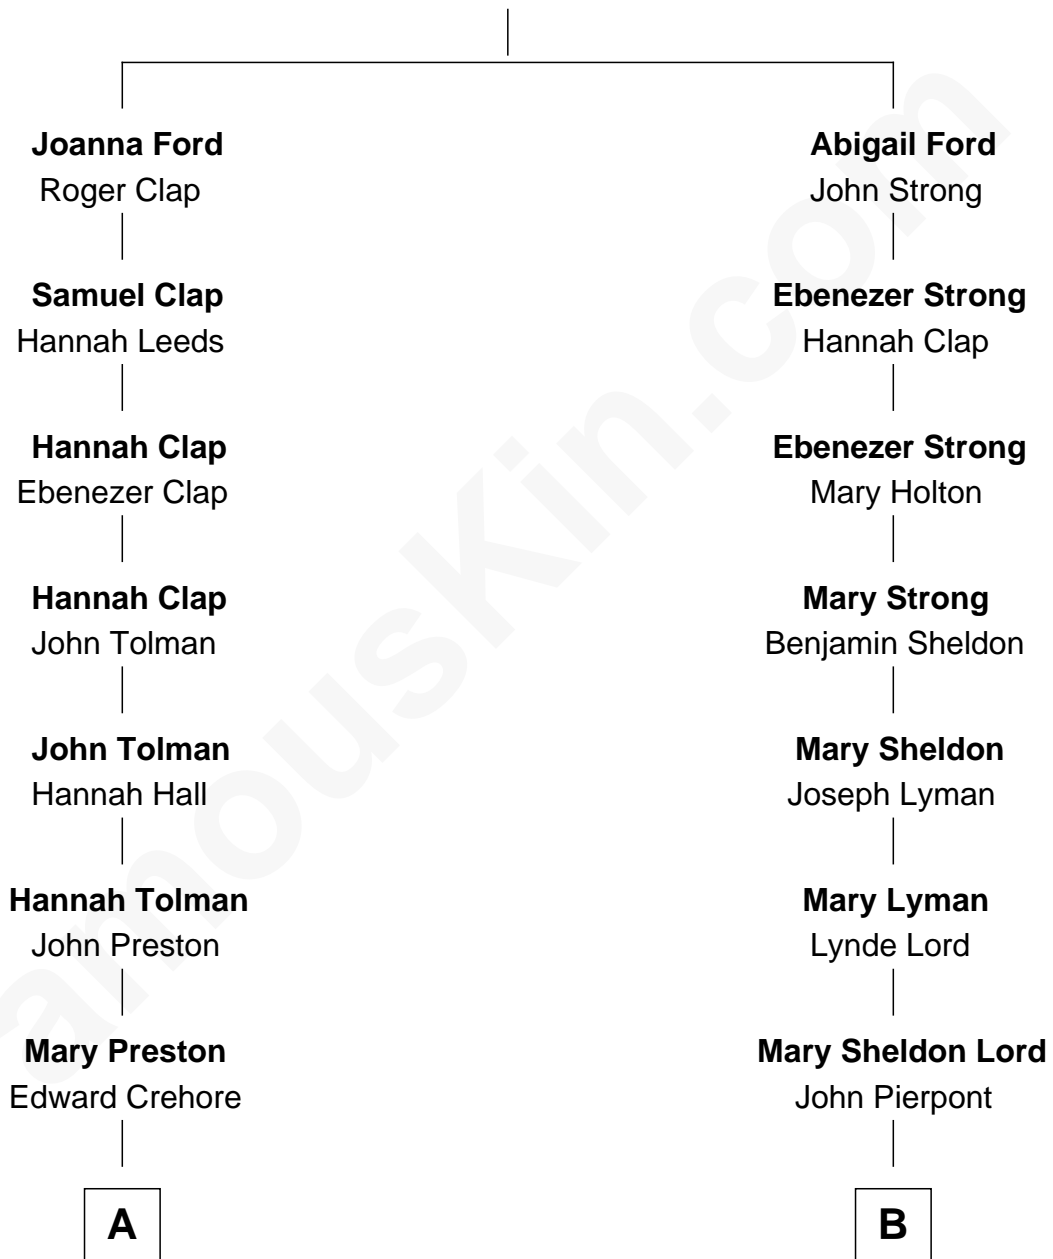 Joanna Ford
Roger Clap
Samuel Clap
Hannah Leeds
Hannah Clap
Ebenezer Clap
Hannah Clap
John Tolman
John Tolman
Hannah Hall
Hannah Tolman
John Preston
Mary Preston
Edward Crehore
A
Abigail Ford
John Strong
Ebenezer Strong
Hannah Clap
Ebenezer Strong
Mary Holton
Mary Strong
Benjamin Sheldon
Mary Sheldon
Joseph Lyman
Mary Lyman
Lynde Lord
Mary Sheldon Lord
John Pierpont
B
amousKin.com